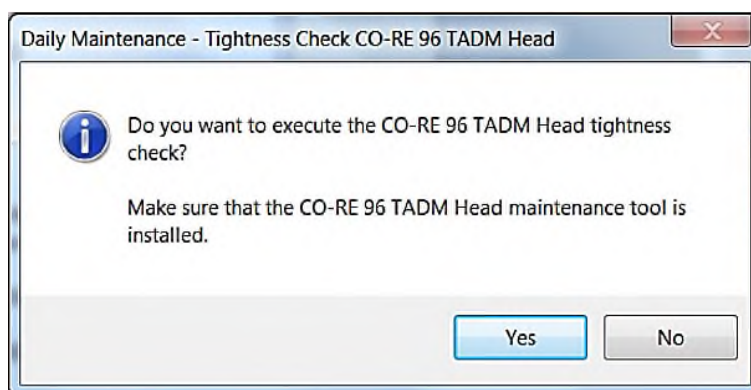 Daily Maintenance - Tightness Check CO-RE 96 TADM Head
Do you want to execute the CO-RE 96 TADM Head tightness
check?
Make sure that the CO-RE 96 TADM Head maintenance tool is
installed.
Yes
No